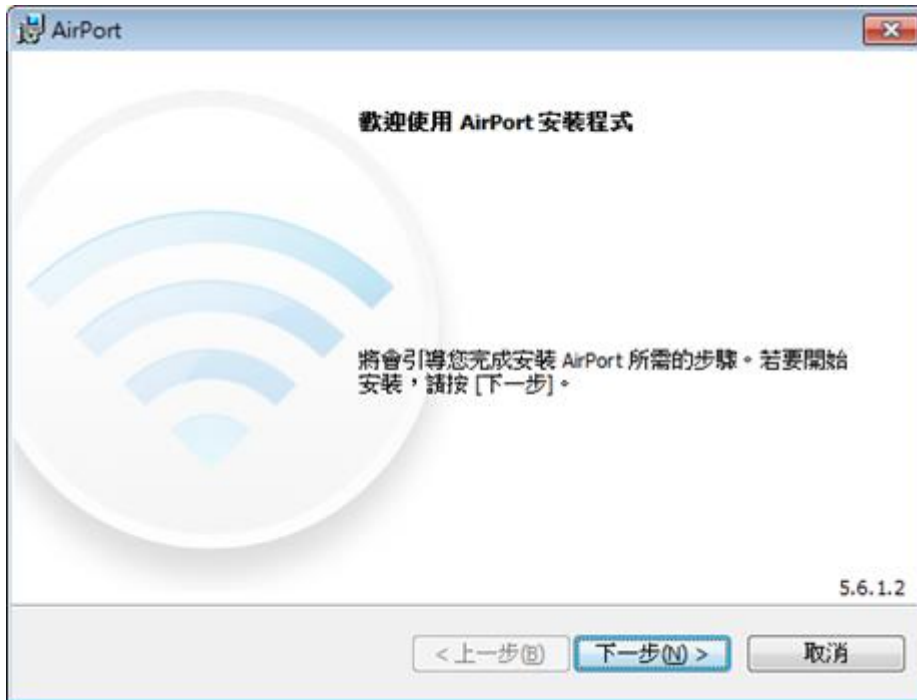 AirPort
歡迎使用 AirPort 安裝程式
將會引導您完成安裝 AirPort 所需的步驟。若要開始
安裝，請按 [下一步]。
5.6.1.2
< 上一步(B)
下一步(N) >
取消